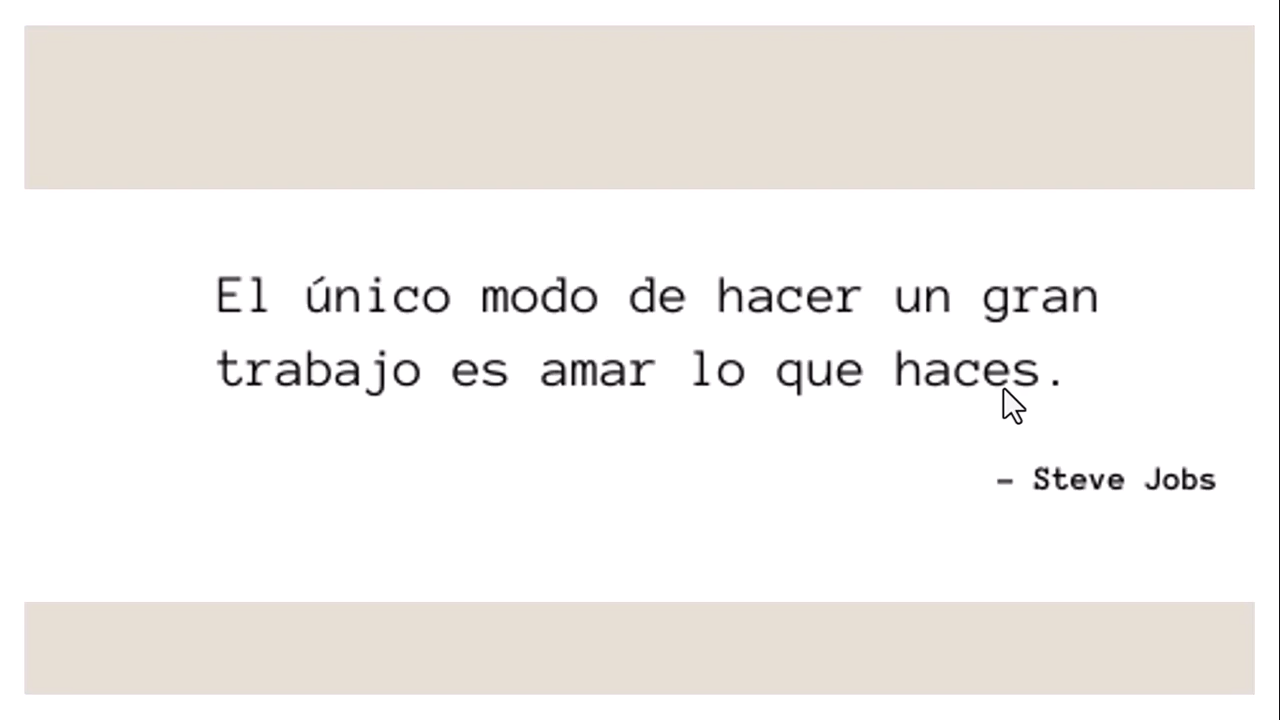 El único modo de hacer un gran
trabajo es amar lo que haces.
– Steve Jobs